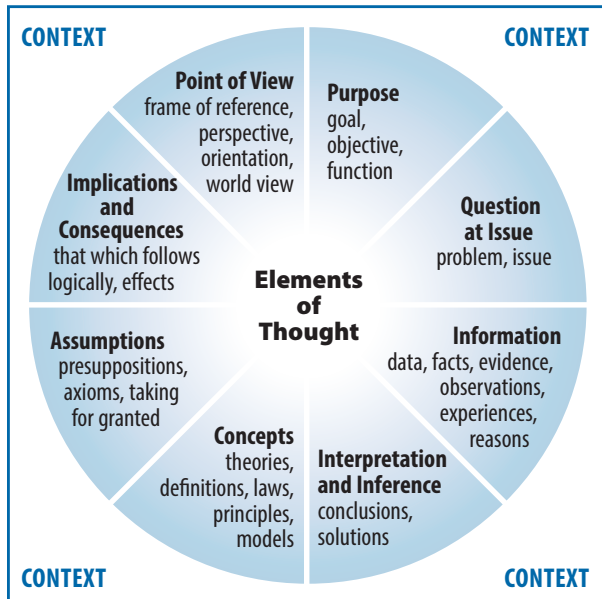 CONTEXT
CONTEXT
Point of View
frame of reference,
perspective,
orientation,
world view
Purpose
goal,
objective,
function
Implications
and
Consequences
that which follows
logically, effects
Question
at Issue
problem, issue
Elements
of
Thought
Assumptions
presuppositions,
axioms, taking
for granted
Information
data, facts, evidence,
observations,
experiences,
reasons
Concepts
theories,
definitions, laws,
principles,
models
Interpretation
and Inference
conclusions,
solutions
CONTEXT
CONTEXT